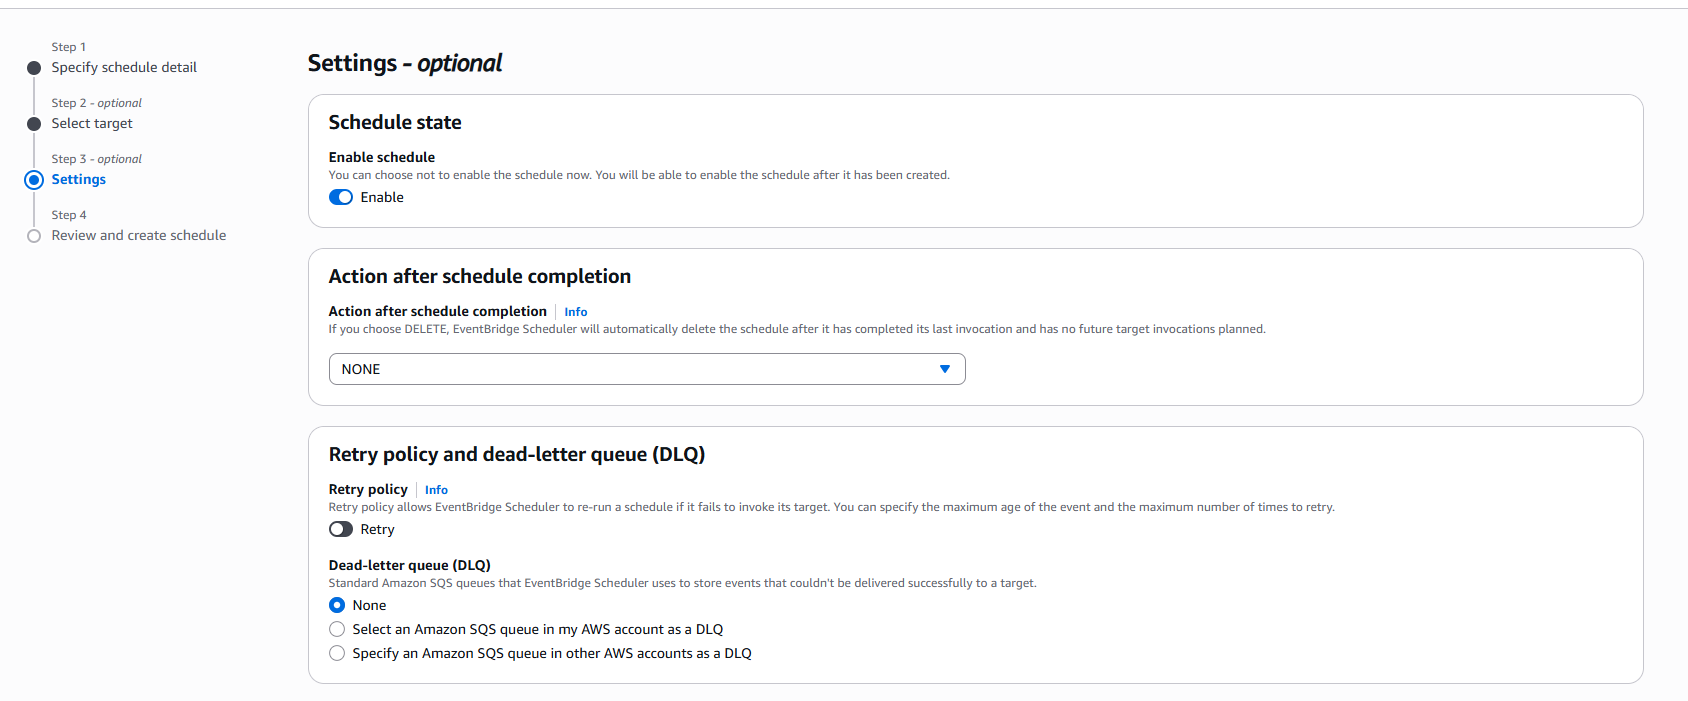 Step 1
Specify schedule detail
Step 2 - optional
Select target
Step 3 - optional
Settings
Step 4
Review and create schedule
Settings - optional
Schedule state
Enable schedule
You can choose not to enable the schedule now. You will be able to enable the schedule after it has been created.
Enable
Action after schedule completion
Action after schedule completion Info
If you choose DELETE, EventBridge Scheduler will automatically delete the schedule after it has completed its last invocation and has no future target invocations planned.
NONE
Retry policy and dead-letter queue (DLQ)
Retry policy Info
Retry policy allows EventBridge Scheduler to re-run a schedule if it fails to invoke its target. You can specify the maximum age of the event and the maximum number of times to retry.
Retry
Dead-letter queue (DLQ)
Standard Amazon SQS queues that EventBridge Scheduler uses to store events that couldn't be delivered successfully to a target.
None
Select an Amazon SQS queue in my AWS account as a DLQ
Specify an Amazon SQS queue in other AWS accounts as a DLQ